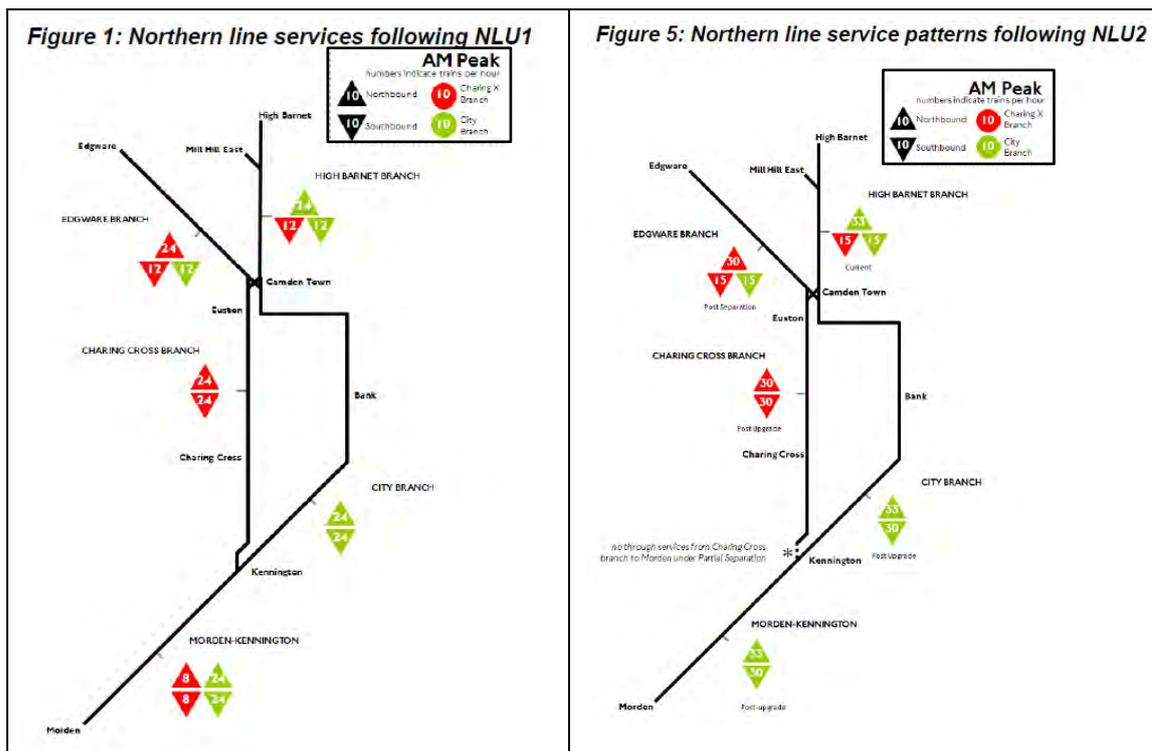 Figure 1: Northern line services following NLU1
AM Peak
numbers indicate trains per hour
10 Northbound
10 Charing X
Branch
10 Southbound
10 City
Branch
High Barnet
Edgware
Mill Hill East
HIGH BARNET BRANCH
24
12 12
EDGWARE BRANCH
24
12 12
Camden Town
Euston
CHARING CROSS BRANCH
24
24
Bank
Charing Cross
CITY BRANCH
24
24
Kennington
MORDEN-KENNINGTON
8 24
8 24
Morden
Figure 5: Northern line service patterns following NLU2
AM Peak
numbers indicate trains per hour
10 Northbound
10 Charing X
Branch
10 Southbound
10 City
Branch
High Barnet
Edgware
Mill Hill East
HIGH BARNET BRANCH
33
15 15
Current
EDGWARE BRANCH
30
15 15
Post Separation
Camden Town
Euston
CHARING CROSS BRANCH
30
30
Post Upgrade
Bank
Charing Cross
CITY BRANCH
33
30
Post Upgrade
no through services from Charing Cross
branch to Morden under Partial Separation
*
Kennington
MORDEN-KENNINGTON
33
30
Post-upgrade
Morden